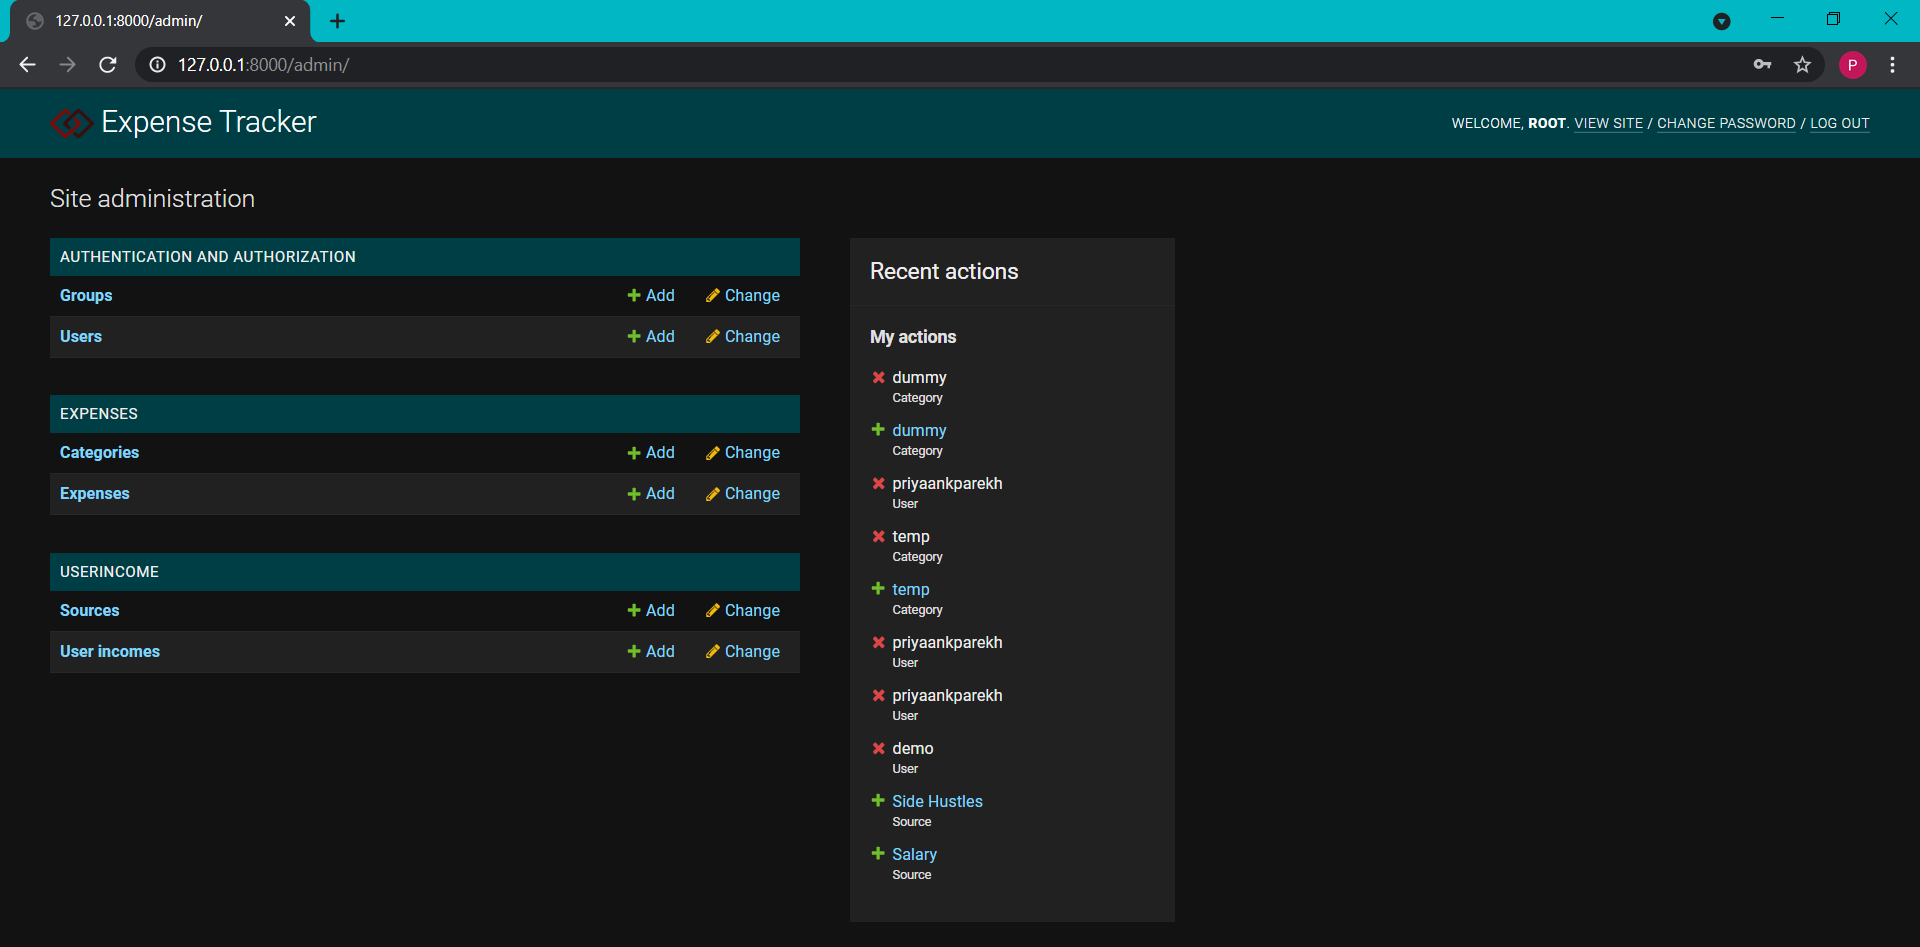 127.0.0.1:8000/admin/
127.0.0.1:8000/admin/
P
Expense Tracker
WELCOME, ROOT. VIEW SITE / CHANGE PASSWORD / LOG OUT
Site administration
AUTHENTICATION AND AUTHORIZATION
Groups Add Change
Users Add Change
EXPENSES
Categories Add Change
Expenses Add Change
USERINCOME
Sources Add Change
User incomes Add Change
Recent actions
My actions
dummy
Category
dummy
Category
priyaankparekh
User
temp
Category
temp
Category
priyaankparekh
User
priyaankparekh
User
demo
User
Side Hustles
Source
Salary
Source